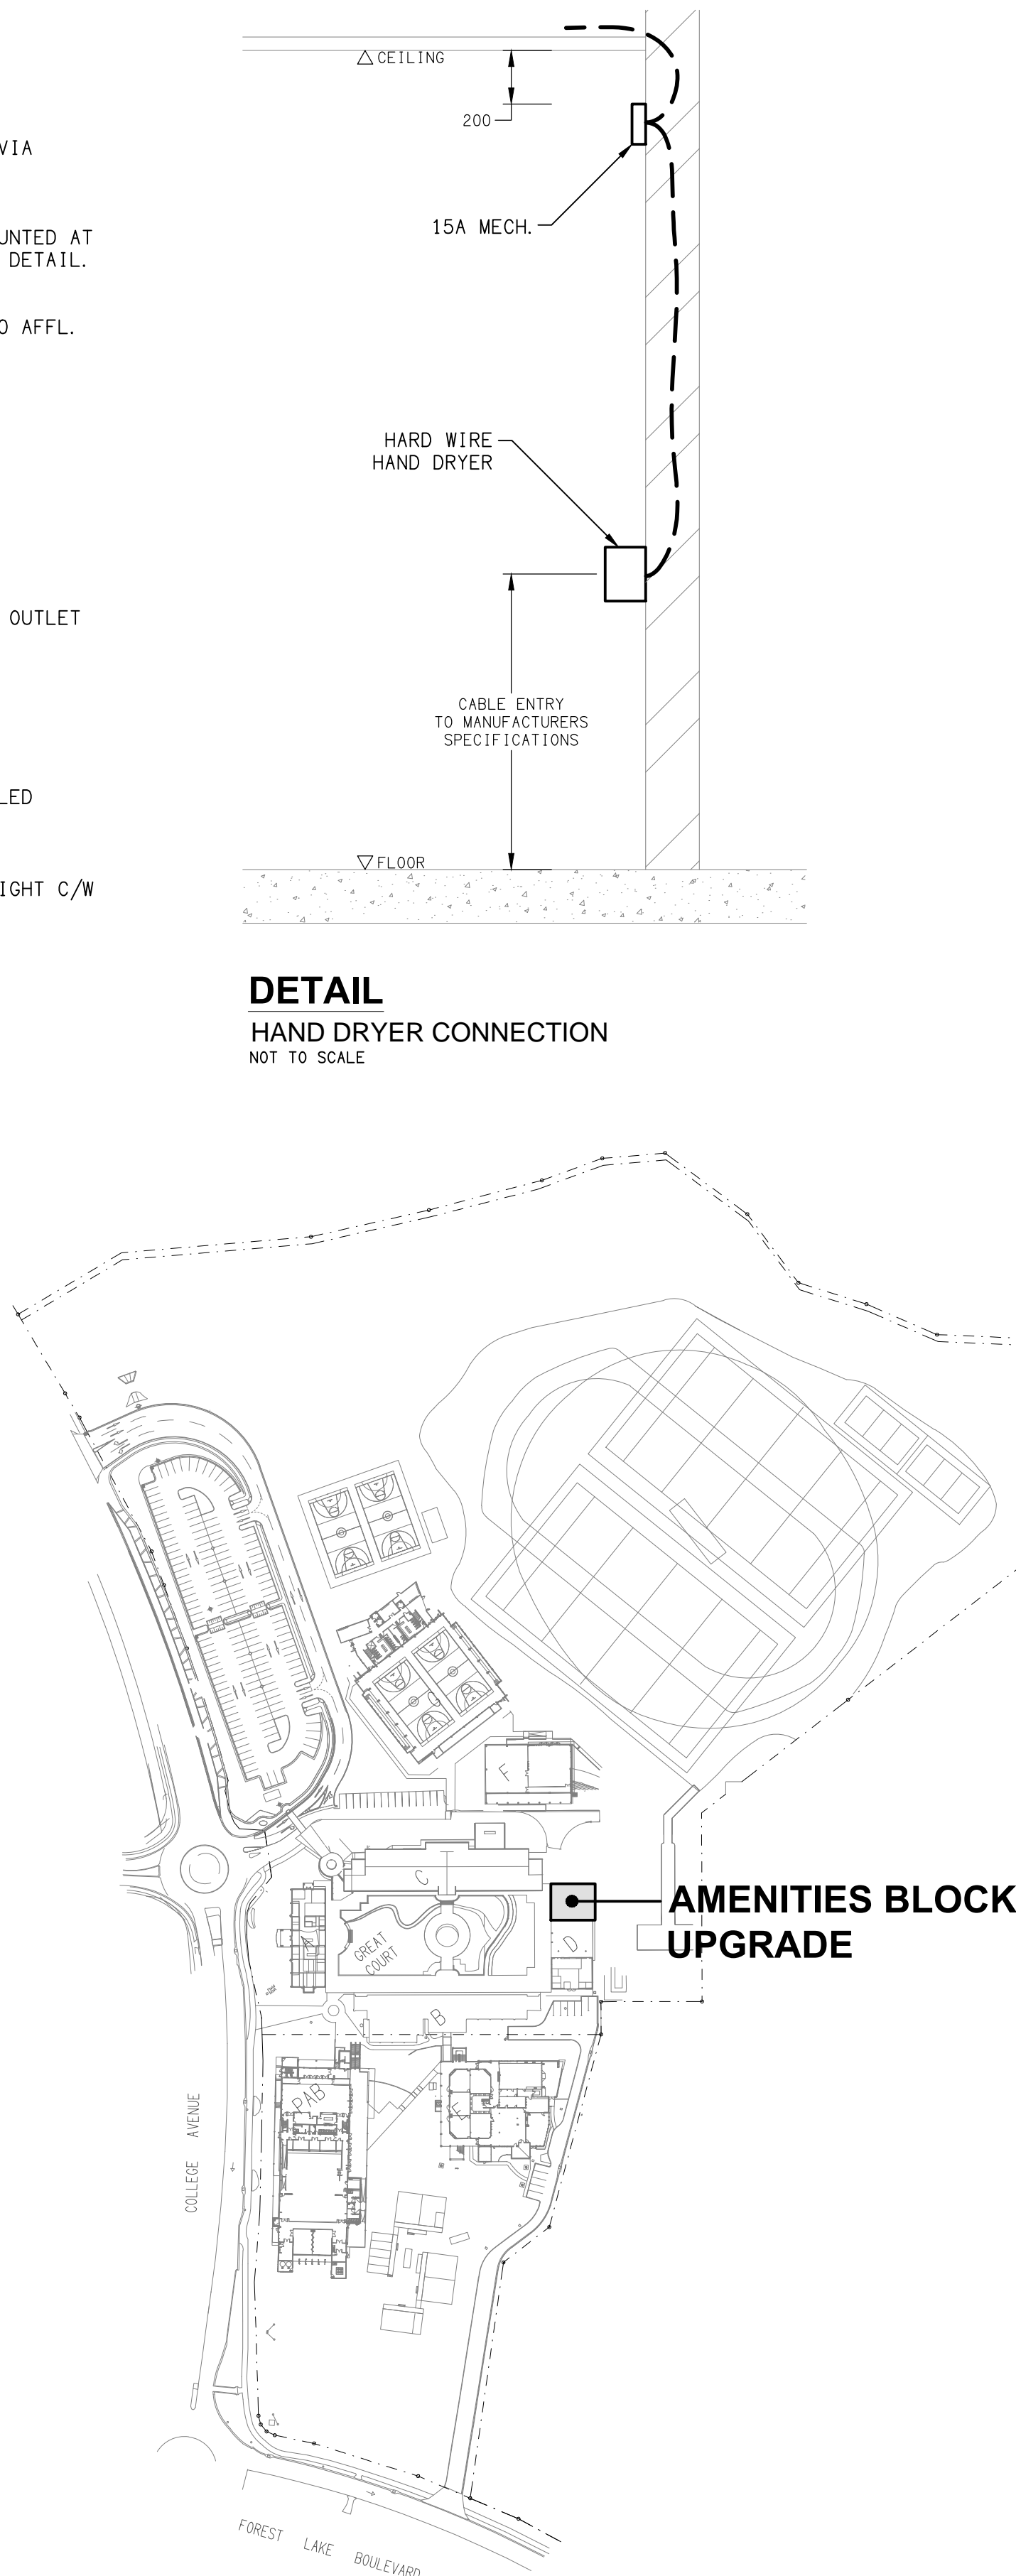 VIA
UNTED AT
DETAIL.
O AFFL.
OUTLET
LED
IGHT C/W
CEILING
200
15A MECH.
HARD WIRE
HAND DRYER
CABLE ENTRY
TO MANUFACTURERS
SPECIFICATIONS
FLOOR
DETAIL
HAND DRYER CONNECTION
NOT TO SCALE
F
C
A
GREAT
COURT
D
AMENITIES BLOCK
UPGRADE
B
PAB
E
COLLEGE AVENUE
FOREST LAKE BOULEVARD